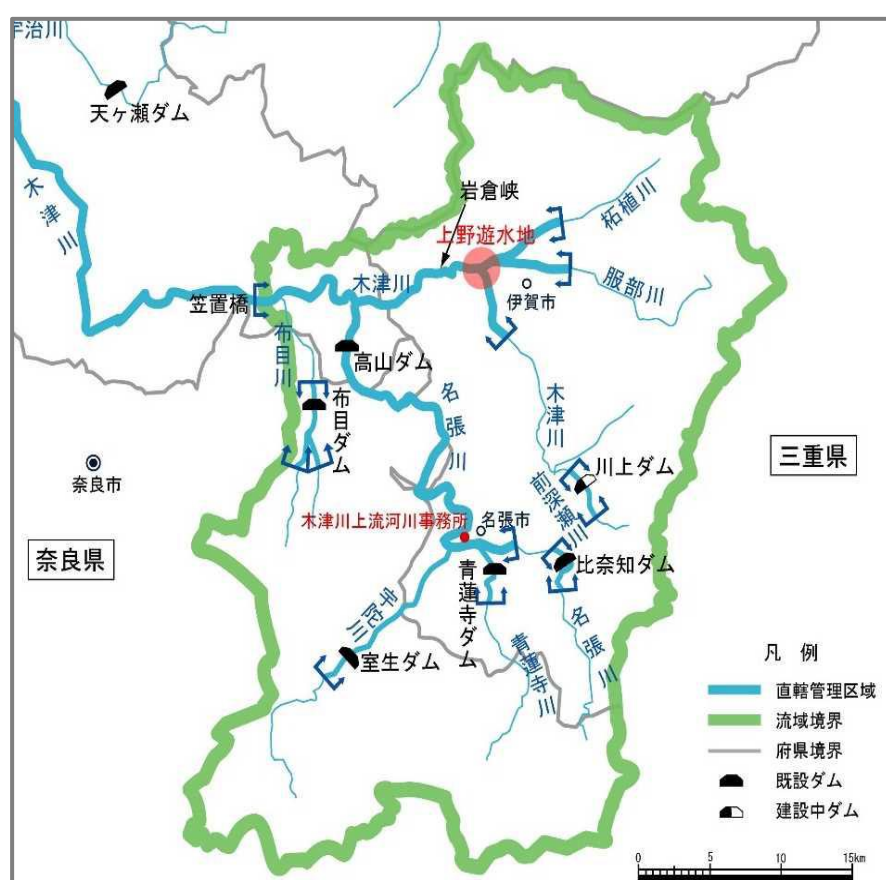 宇治川
天ヶ瀬ダム
木津川
岩倉峡
柘植川
上野遊水地
木津川
服部川
伊賀市
笠置橋
布目川
高山ダム
名張川
木津川
布目ダム
川上ダム
三重県
奈良市
前深瀬川
木津川上流河川事務所
名張市
奈良県
青蓮寺ダム
比奈知ダム
宇陀川
名張川
室生ダム
青蓮寺川
凡 例
直轄管理区域
流域境界
府県境界
既設ダム
建設中ダム
0 5 10 15km